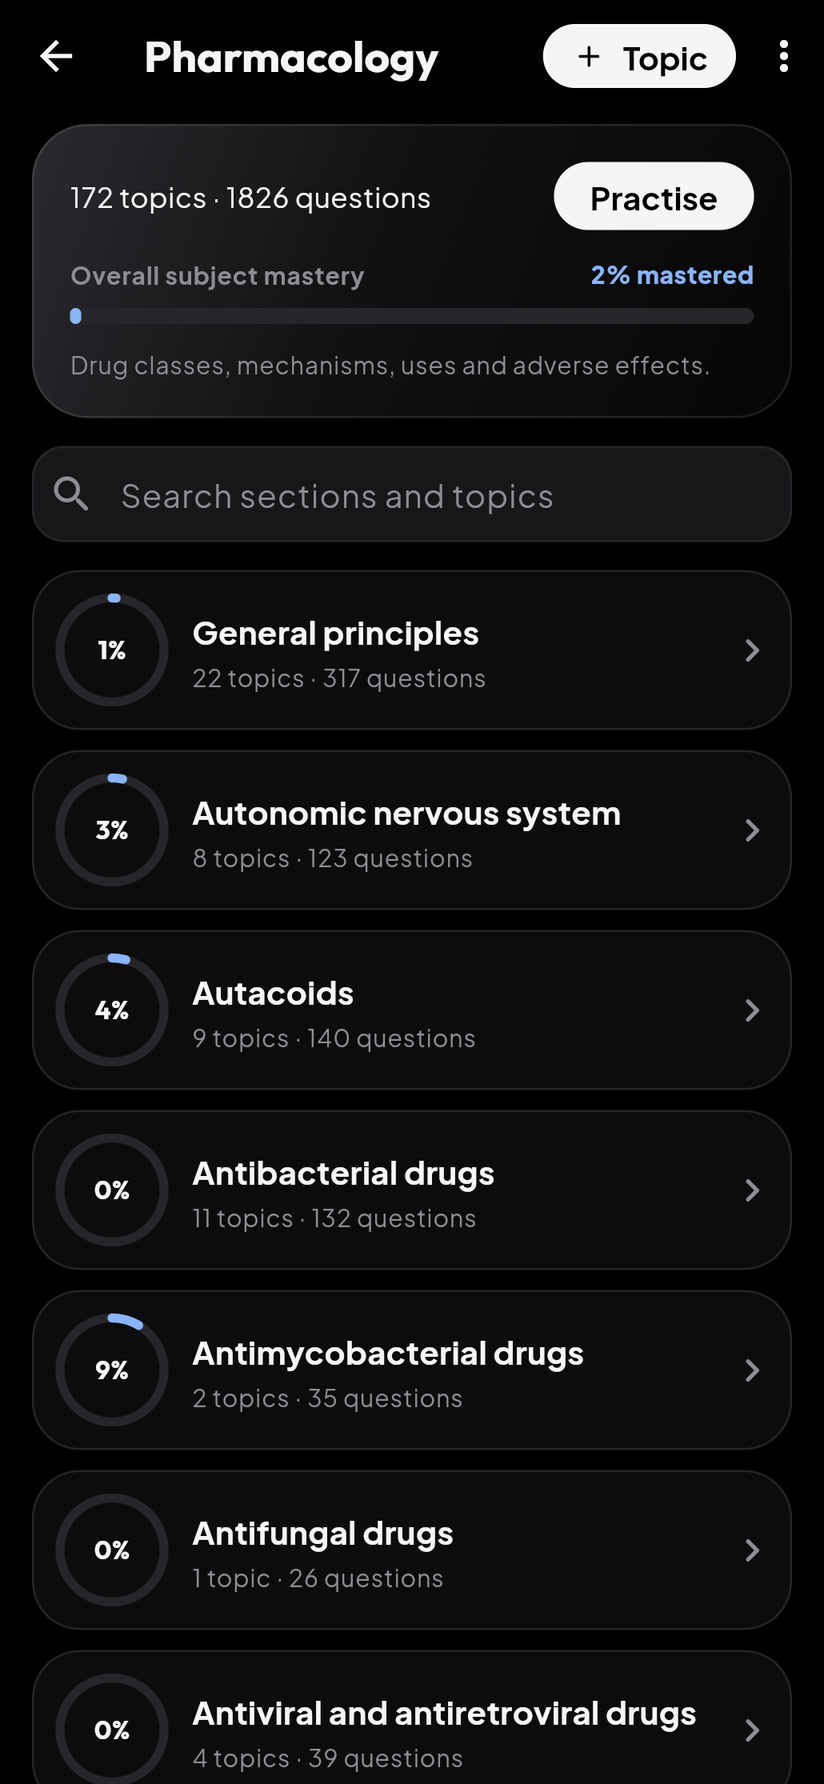 Pharmacology
+ Topic
172 topics · 1826 questions
Practise
Overall subject mastery
2% mastered
Drug classes, mechanisms, uses and adverse effects.
Search sections and topics
1%
General principles
22 topics · 317 questions
3%
Autonomic nervous system
8 topics · 123 questions
4%
Autacoids
9 topics · 140 questions
0%
Antibacterial drugs
11 topics · 132 questions
9%
Antimycobacterial drugs
2 topics · 35 questions
0%
Antifungal drugs
1 topic · 26 questions
0%
Antiviral and antiretroviral drugs
4 topics · 39 questions